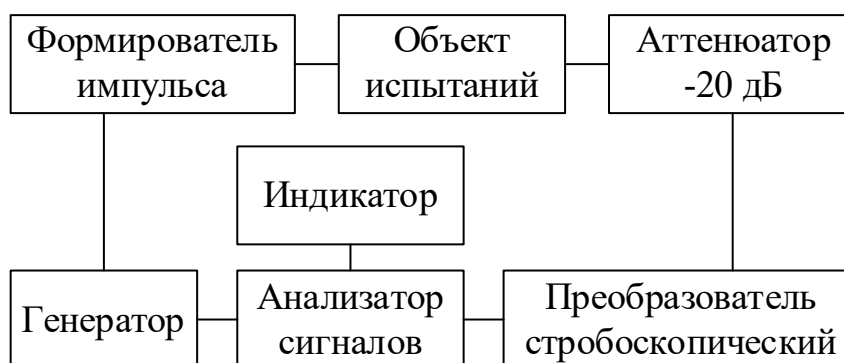 Формирователь
импульса
Объект
испытаний
Аттенюатор
-20 дБ
Индикатор
Генератор
Анализатор
сигналов
Преобразователь
стробоскопический